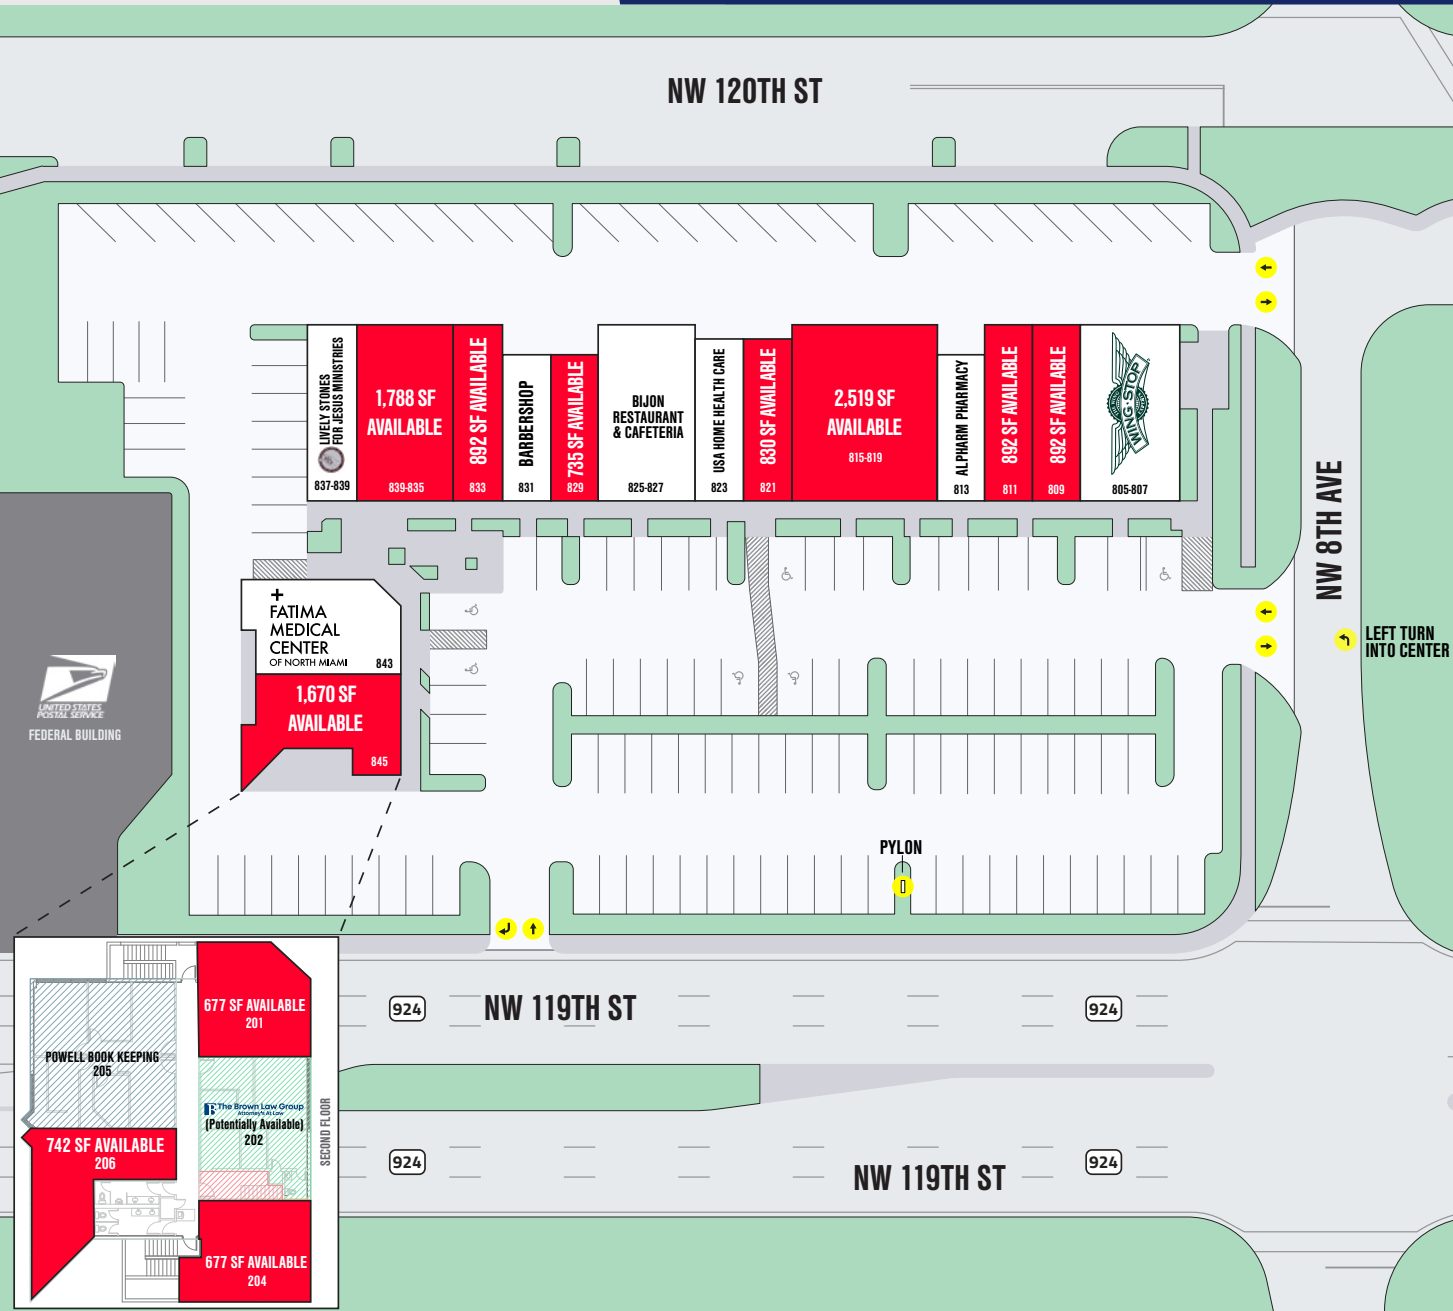 NW 120TH ST
LIVELY STONES
FOR JESUS MINISTRIES
837-839
1,788 SF
AVAILABLE
839-835
892 SF AVAILABLE
833
BARBERSHOP
831
735 SF AVAILABLE
829
BIJON
RESTAURANT
& CAFETERIA
825-827
USA HOME HEALTH CARE
823
830 SF AVAILABLE
821
2,519 SF
AVAILABLE
815-819
ALPHARM PHARMACY
813
892 SF AVAILABLE
811
892 SF AVAILABLE
809
WING·STOP
805-807
NW 8TH AVE
LEFT TURN
INTO CENTER
FATIMA
MEDICAL
CENTER
OF NORTH MIAMI
843
1,670 SF
AVAILABLE
845
UNITED STATES
POSTAL SERVICE
FEDERAL BUILDING
PYLON
924
NW 119TH ST
924
677 SF AVAILABLE
201
POWELL BOOK KEEPING
205
The Brown Law Group
Attorney's At Law
(Potentially Available)
202
SECOND FLOOR
742 SF AVAILABLE
206
677 SF AVAILABLE
204
924
NW 119TH ST
924